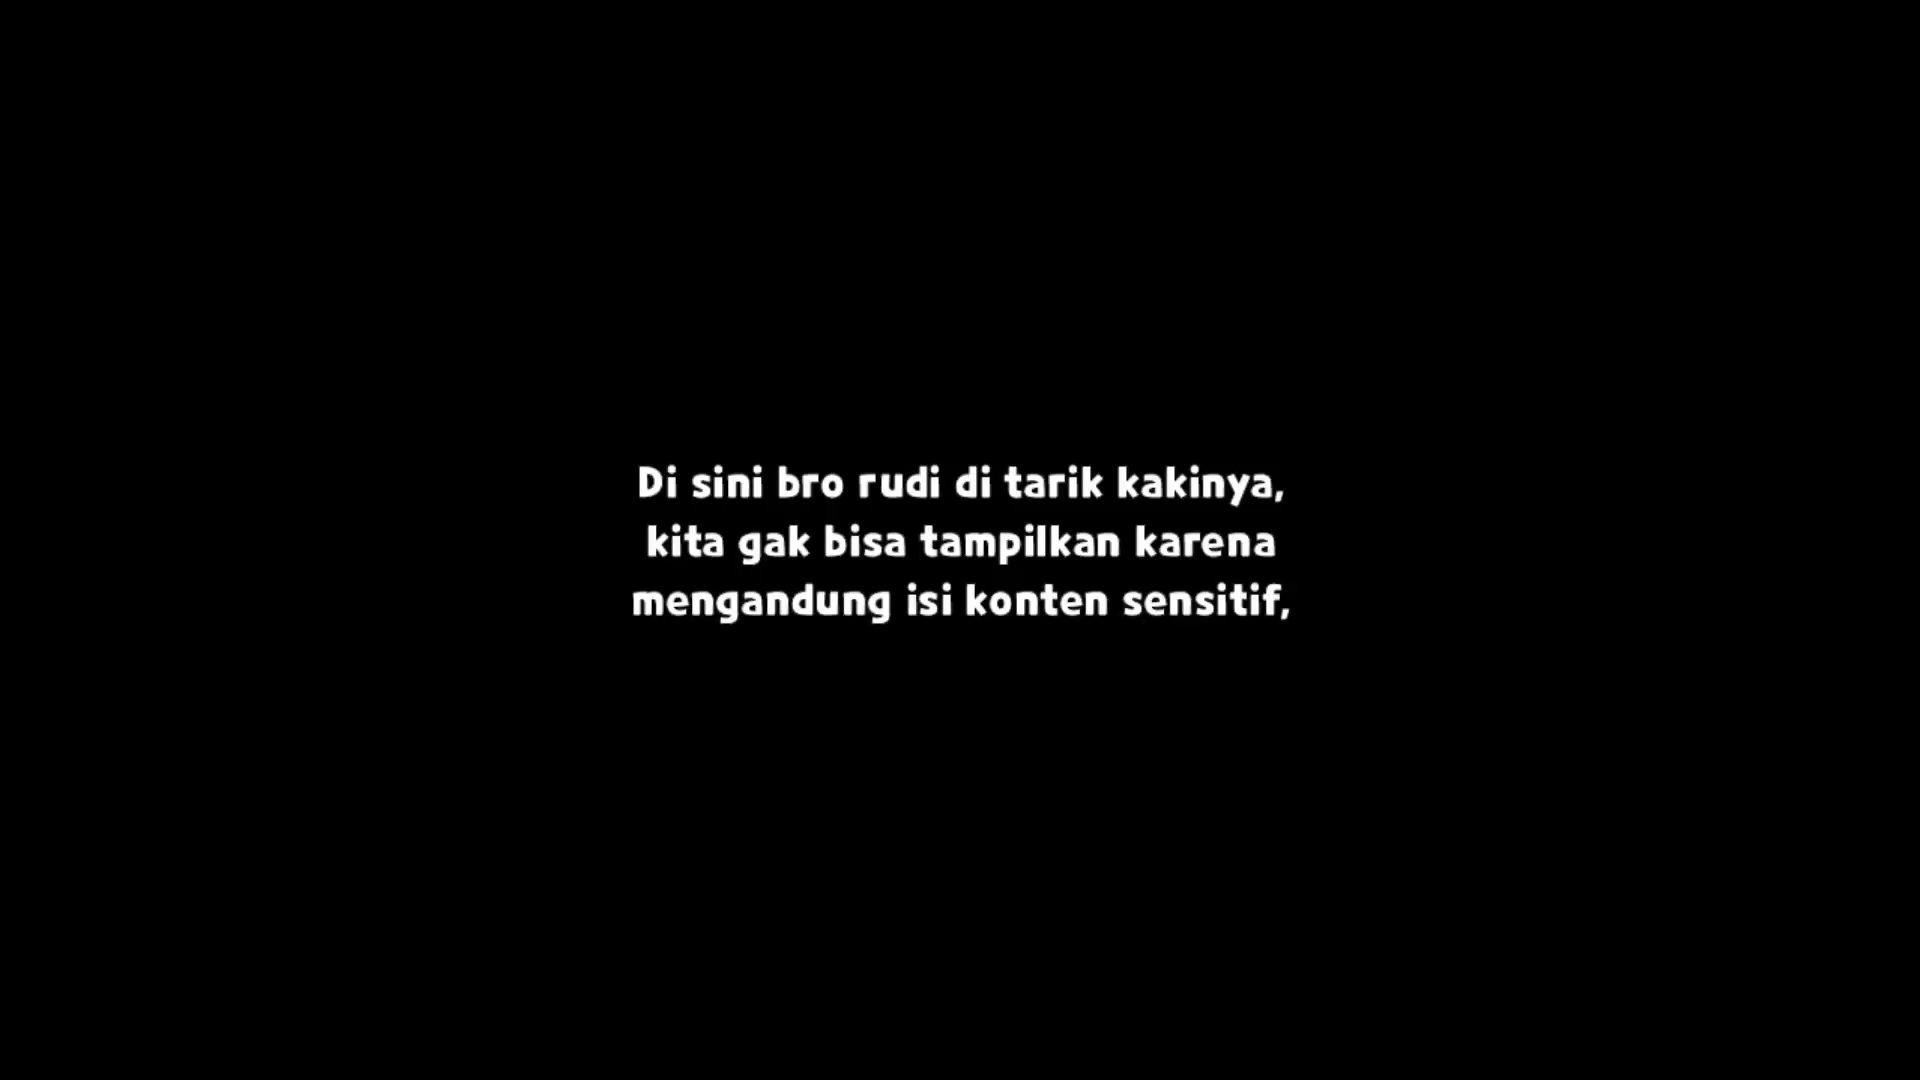 Di sini bro rudi di tarik kakinya,
kita gak bisa tampilkan karena
mengandung isi konten sensitif,